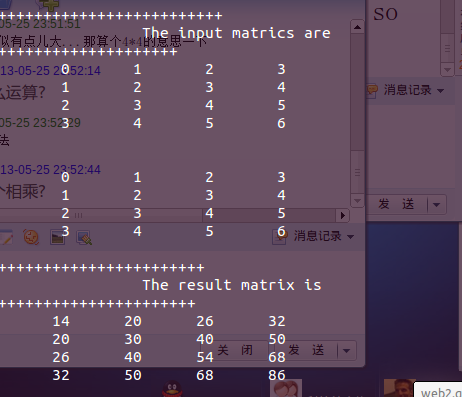 ++++++++++++++++++++++++
-05-25 23:51:51
SO
The input matrics are
似有点儿大...那算个4*4的意思一下
++++++++++++++++++++
0 1 2 3
13-05-25 23:52:14
1 2 3 4
么运算?
消息记录
2 3 4 5
05-25 23:52:29
3 4 5 6
法
13-05-25 23:52:44
0 1 2 3
个相乘?
1 2 3 4
发 送
2 3 4 5
3 4 5 6
消息记录
+++++++++++++++++++++++
The result matrix is
++++++++++++++++++++++
14 20 26 32
20 30 40 50
关 闭
发 送
26 40 54 68
32 50 68 86
web2.q